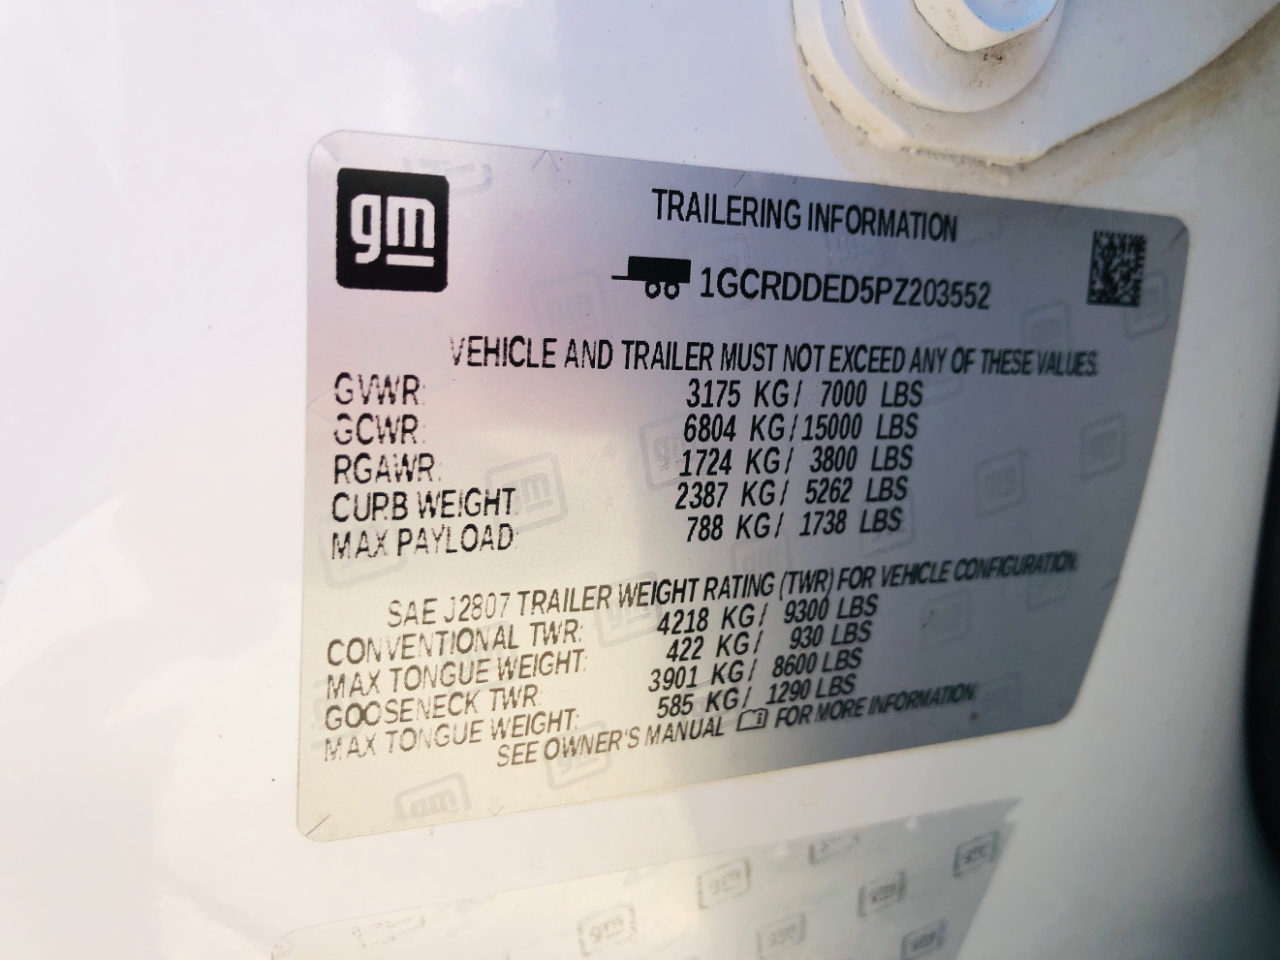 gm
TRAILERING INFORMATION
1GCRDDED5PZ203552
VEHICLE AND TRAILER MUST NOT EXCEED ANY OF THESE VALUES.
GVWR: 3175 KG/ 7000 LBS
GCWR: 6804 KG/15000 LBS
RGAWR: 1724 KG/ 3800 LBS
CURB WEIGHT: 2387 KG/ 5262 LBS
MAX PAYLOAD: 788 KG/ 1738 LBS
SAE J2807 TRAILER WEIGHT RATING (TWR) FOR VEHICLE CONFIGURATION.
CONVENTIONAL TWR: 4218 KG/ 9300 LBS
MAX TONGUE WEIGHT: 422 KG/ 930 LBS
GOOSENECK TWR: 3901 KG/ 8600 LBS
MAX TONGUE WEIGHT: 585 KG/ 1290 LBS
SEE OWNER'S MANUAL FOR MORE INFORMATION